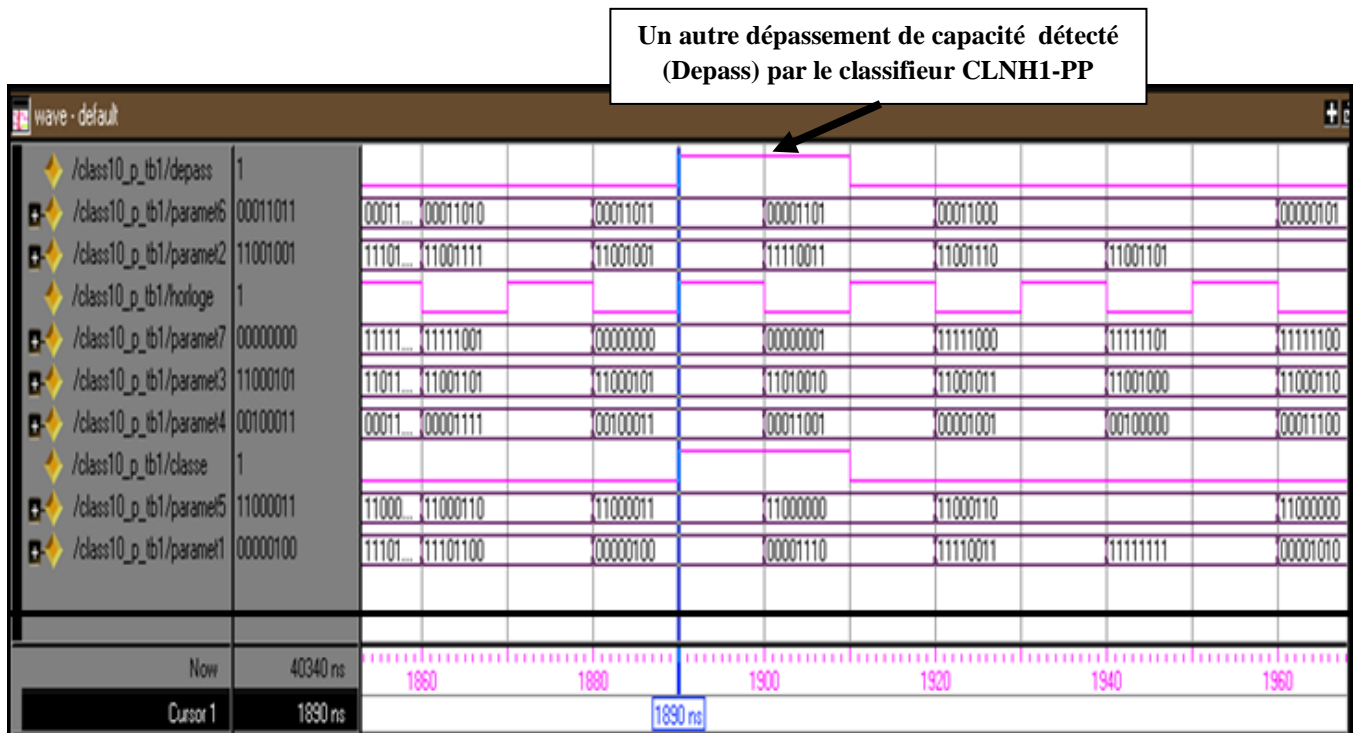 Un autre dépassement de capacité détecté
(Depass) par le classifieur CLNH1-PP
wave - default
/class10_p_tb1/depass 1
/class10_p_tb1/paramet6 00011011 00011... 00011010 00011011 00001101 00011000 00000101
/class10_p_tb1/paramet2 11001001 11101... 11001111 11001001 11110011 11001110 11001101
/class10_p_tb1/horloge 1
/class10_p_tb1/paramet7 00000000 11111... 11111001 00000000 00000001 11111000 11111101 11111100
/class10_p_tb1/paramet3 11000101 11011... 11001101 11000101 11010010 11001011 11001000 11000110
/class10_p_tb1/paramet4 00100011 00011... 00001111 00100011 00011001 00001001 00100000 00011100
/class10_p_tb1/classe 1
/class10_p_tb1/paramet5 11000011 11000... 11000110 11000011 11000000 11000110 11000000
/class10_p_tb1/paramet1 00000100 11101... 11101100 00000100 00001110 11110011 11111111 00001010
Now 40340 ns 1860 1880 1900 1920 1940 1960
Cursor 1 1890 ns 1890 ns